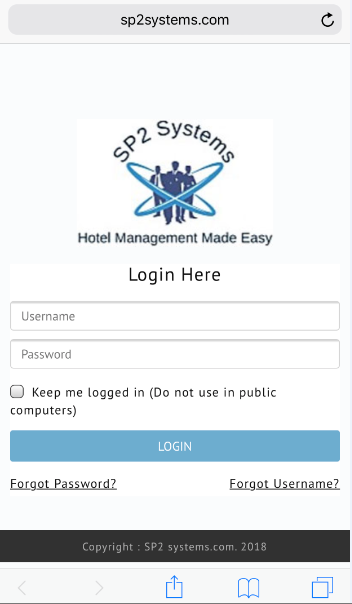 sp2systems.com
SP2 Systems
Hotel Management Made Easy
Login Here
Username
Password
Keep me logged in (Do not use in public
computers)
LOGIN
Forgot Password? Forgot Username?
Copyright : SP2 systems.com. 2018